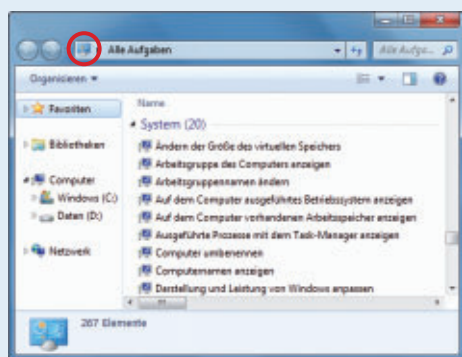 Alle Aufgaben
Alle Aufga...
Organisieren
Favoriten
Bibliotheken
Computer
Windows (C:)
Daten (D:)
Netzwerk
Name
System (20)
Ändern der Größe des virtuellen Speichers
Arbeitsgruppe des Computers anzeigen
Arbeitsgruppennamen ändern
Auf dem Computer ausgeführtes Betriebssystem anzeigen
Auf dem Computer vorhandenen Arbeitsspeicher anzeigen
Ausgeführte Prozesse mit dem Task-Manager anzeigen
Computer umbenennen
Computernamen anzeigen
Darstellung und Leistung von Windows anpassen
267 Elemente